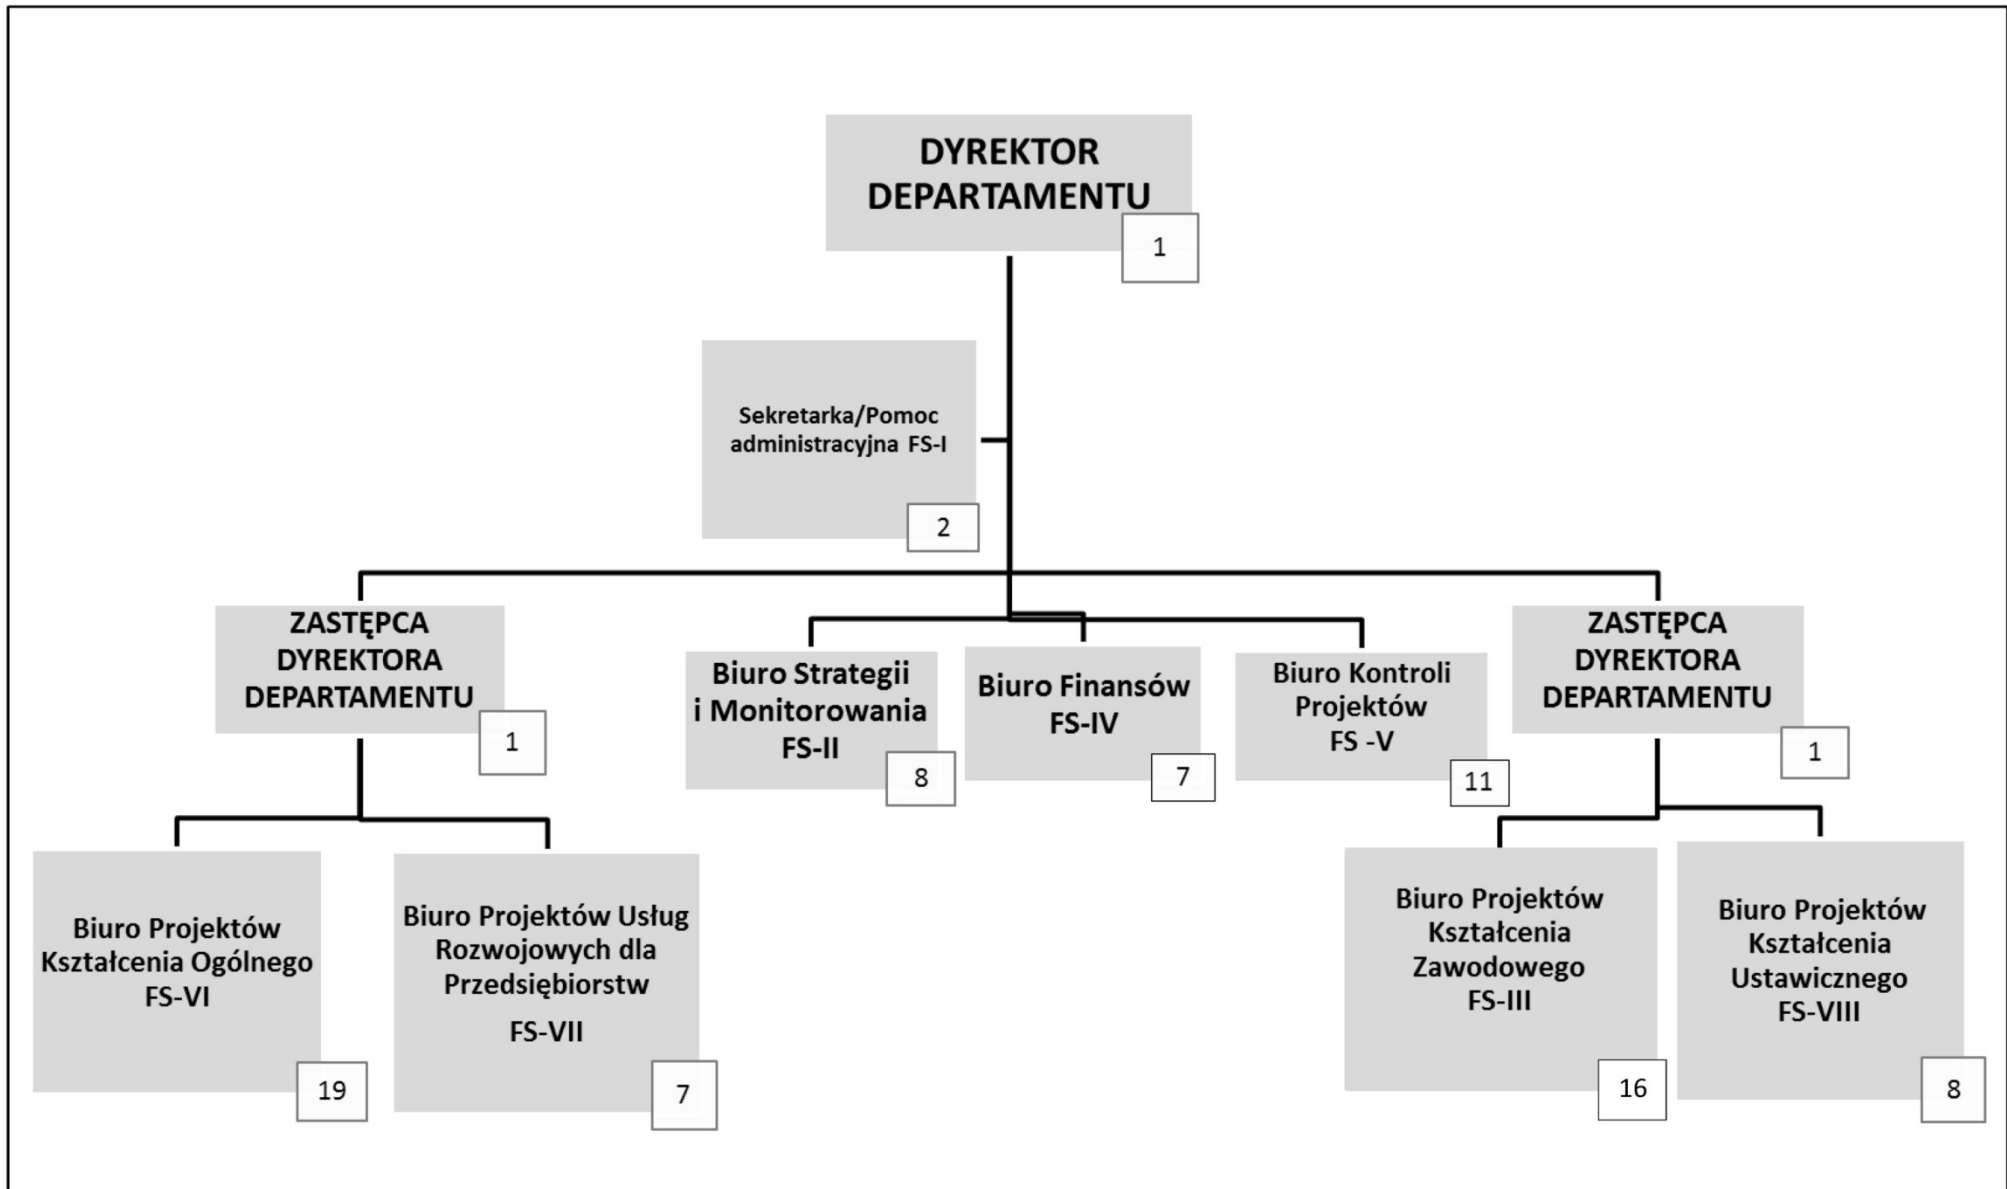 DYREKTOR
DEPARTAMENTU
1
Sekretarka/Pomoc
administracyjna FS-I
2
ZASTĘPCA
DYREKTORA
DEPARTAMENTU
1
Biuro Strategii
i Monitorowania
FS-II
8
Biuro Finansów
FS-IV
7
Biuro Kontroli
Projektów
FS -V
11
ZASTĘPCA
DYREKTORA
DEPARTAMENTU
1
Biuro Projektów
Kształcenia Ogólnego
FS-VI
19
Biuro Projektów Usług
Rozwojowych dla
Przedsiębiorstw
FS-VII
7
Biuro Projektów
Kształcenia
Zawodowego
FS-III
16
Biuro Projektów
Kształcenia
Ustawicznego
FS-VIII
8